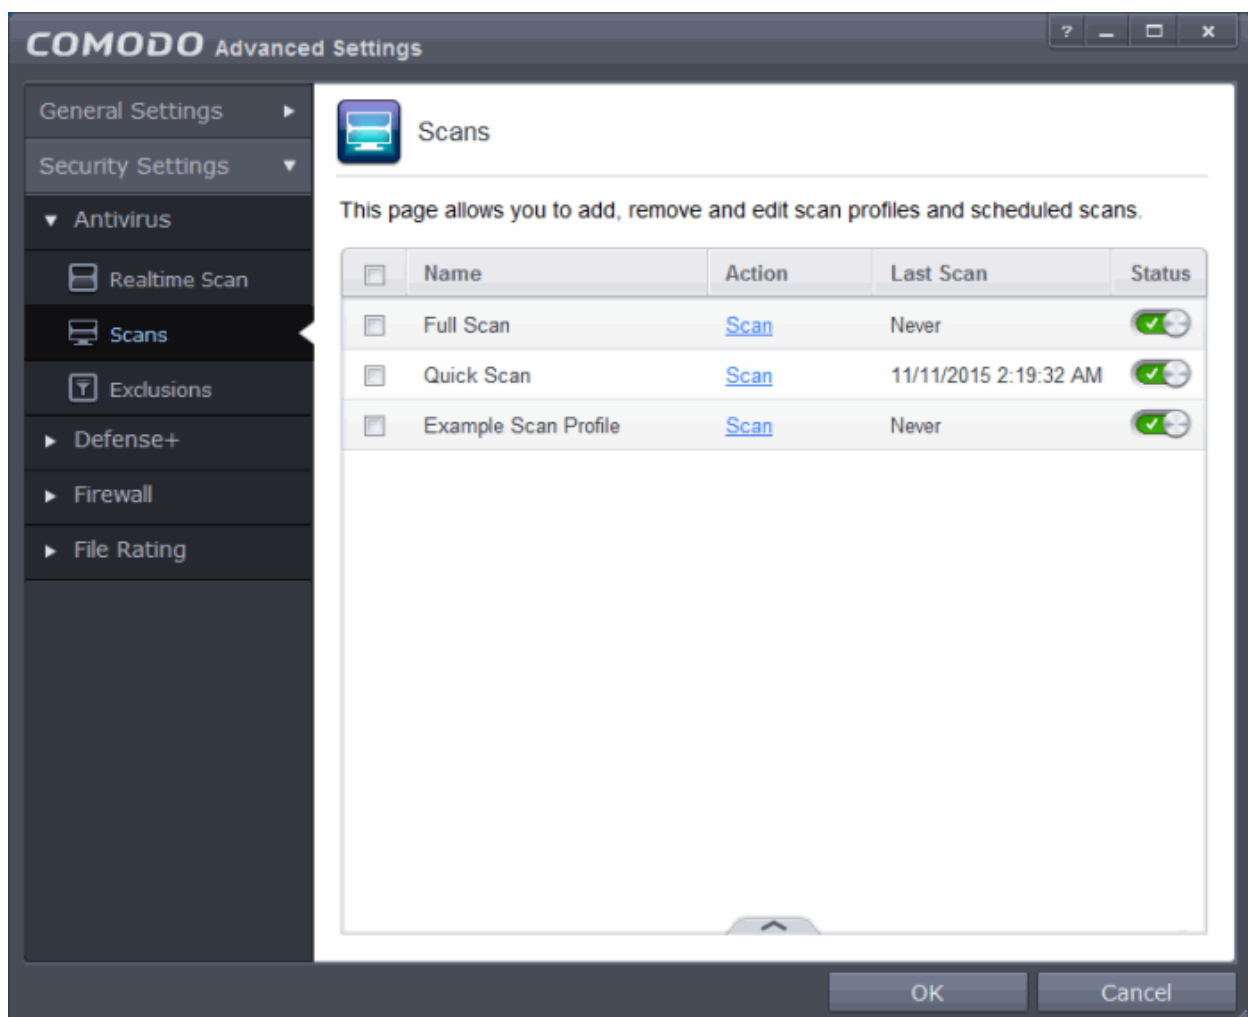 COMODO Advanced Settings
?
General Settings
Security Settings
Antivirus
Realtime Scan
Scans
Exclusions
Defense+
Firewall
File Rating
Scans
This page allows you to add, remove and edit scan profiles and scheduled scans.
Name Action Last Scan Status
Full Scan Scan Never
Quick Scan Scan 11/11/2015 2:19:32 AM
Example Scan Profile Scan Never
OK Cancel